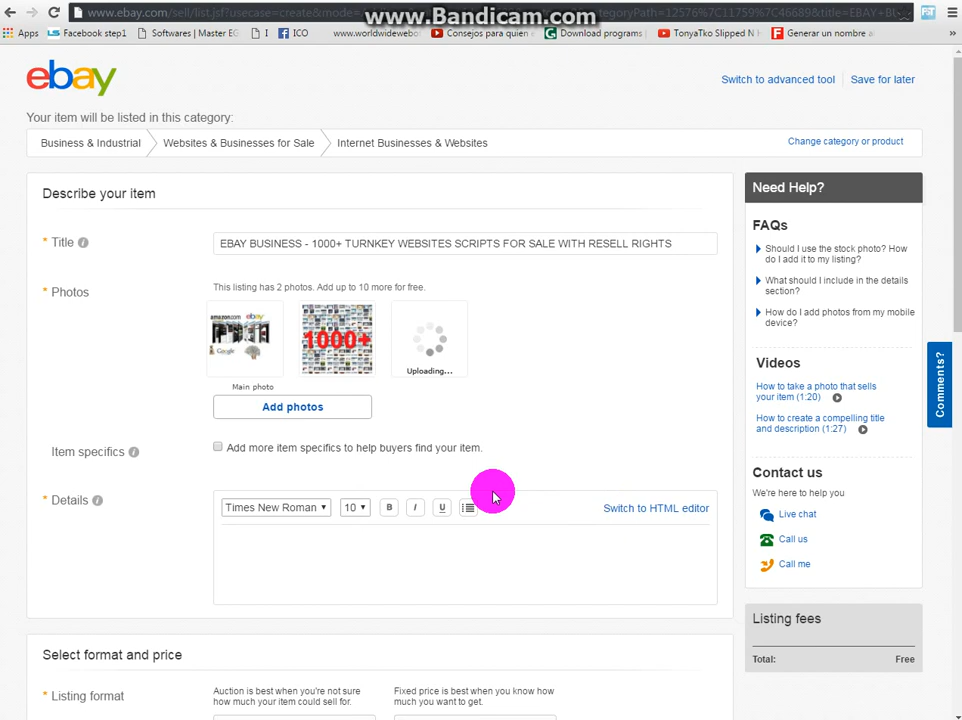 www.ebay.com/sell/list.jsf?usecase=create&mode=
www.Bandicam.com
Apps
Facebook step1
Softwares | Master EG
I
ICO
www.worldwidewebo
Consejos para quien
Download programs |
TonyaTko Slipped N H
Generar un nombre a
»
ebay
Switch to advanced tool
Save for later
Your item will be listed in this category:
Business & Industrial
Websites & Businesses for Sale
Internet Businesses & Websites
Change category or product
Describe your item
* Title
EBAY BUSINESS - 1000+ TURNKEY WEBSITES SCRIPTS FOR SALE WITH RESELL RIGHTS
* Photos
This listing has 2 photos. Add up to 10 more for free.
amazon.com
ebay
Google
1000+
Uploading...
Main photo
Add photos
Item specifics
Add more item specifics to help buyers find your item.
* Details
Times New Roman
10
B
I
U
Switch to HTML editor
Select format and price
* Listing format
Auction is best when you're not sure
how much your item could sell for.
Fixed price is best when you know how
much you want to get.
Need Help?
FAQs
Should I use the stock photo? How
do I add it to my listing?
What should I include in the details
section?
How do I add photos from my mobile
device?
Videos
How to take a photo that sells
your item (1:20)
How to create a compelling title
and description (1:27)
Contact us
We're here to help you
Live chat
Call us
Call me
Listing fees
Total:
Free
Comments?